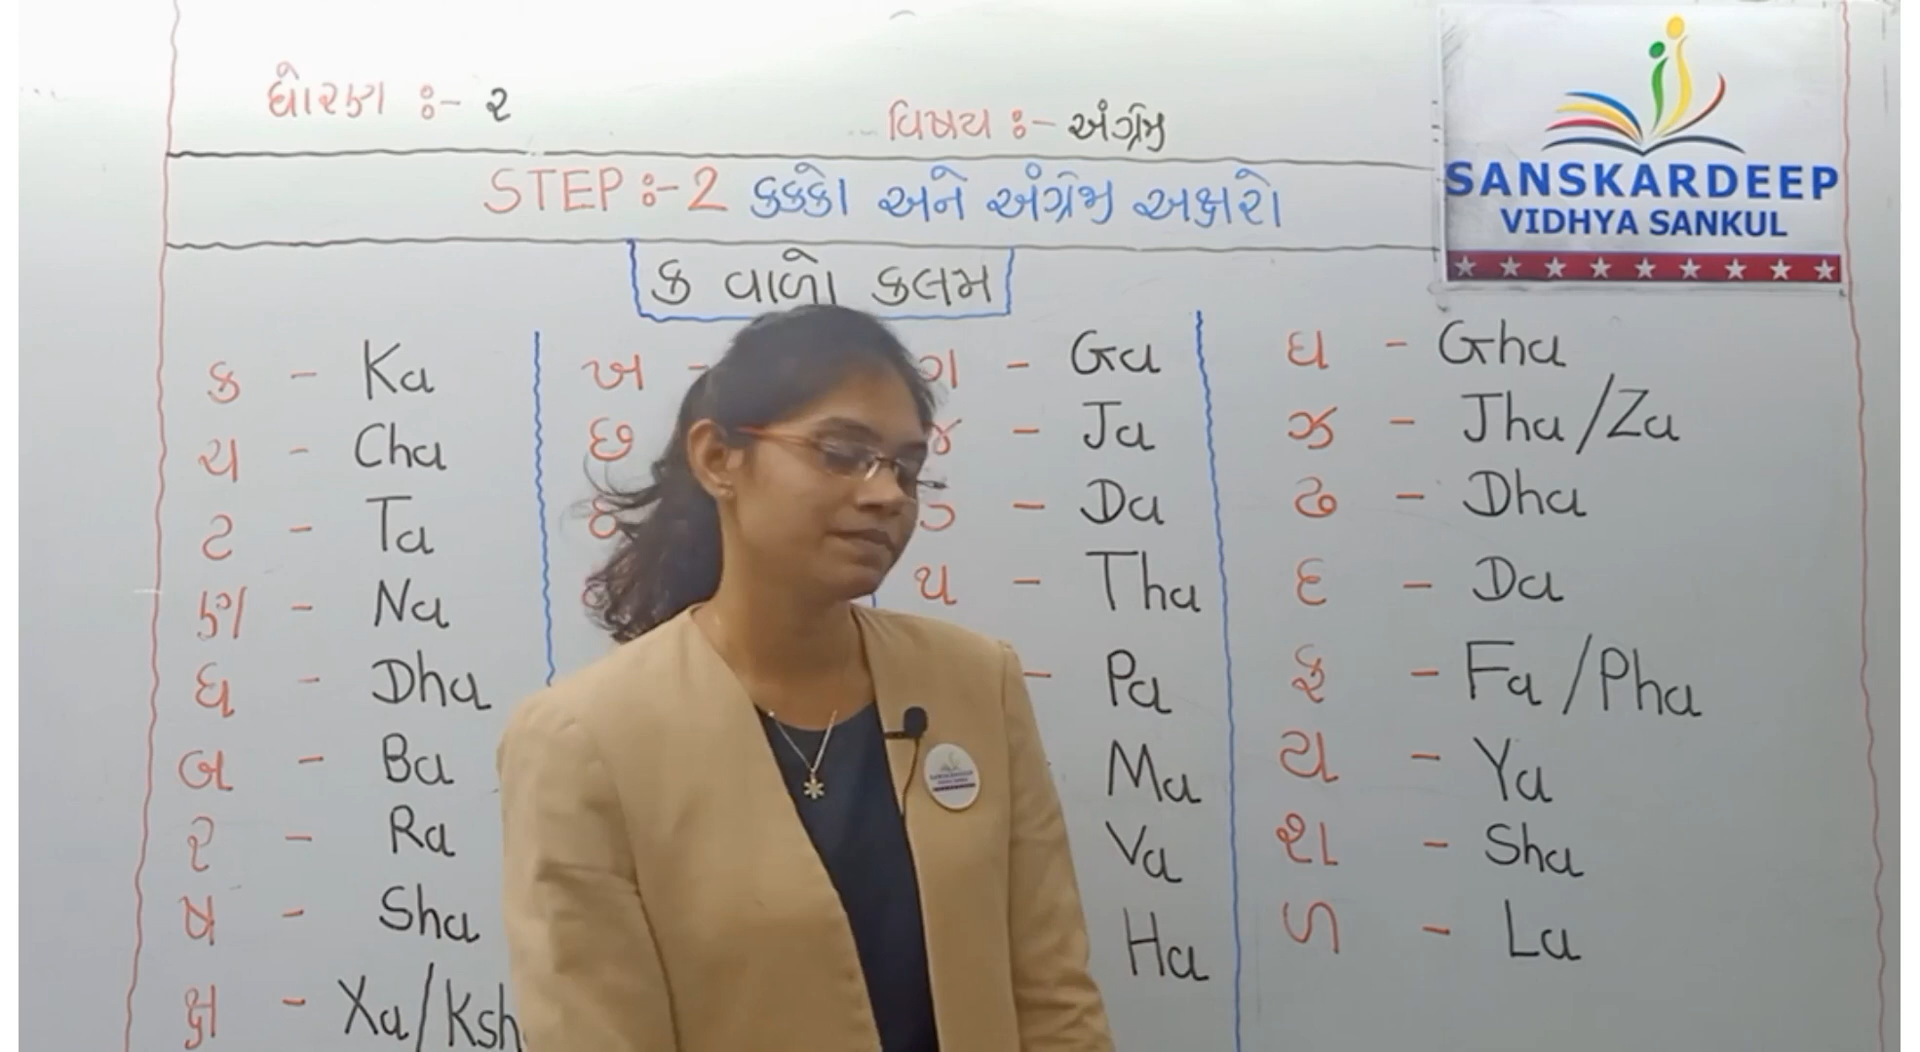 ધોરણ :- ૨
વિષય :- અંગ્રેજી
SANSKARDEEP
VIDHYA SANKUL
STEP :- 2 કક્કો અને અંગ્રેજી અક્ષરો
ક વાળો કલમ
ક - Ka ખ - ગ - Ga ઘ - Gha
ચ - Cha છ જ - Ja ઝ - Jha/Za
ટ - Ta ઠ ડ - Da ઢ - Dha
ણ - Na થ - Tha દ - Da
ધ - Dha - Pa ફ - Fa/Pha
બ - Ba Ma ય - Ya
ર - Ra Va શ - Sha
ષ - Sha Ha ળ - La
ક્ષ - Xa/Ksh